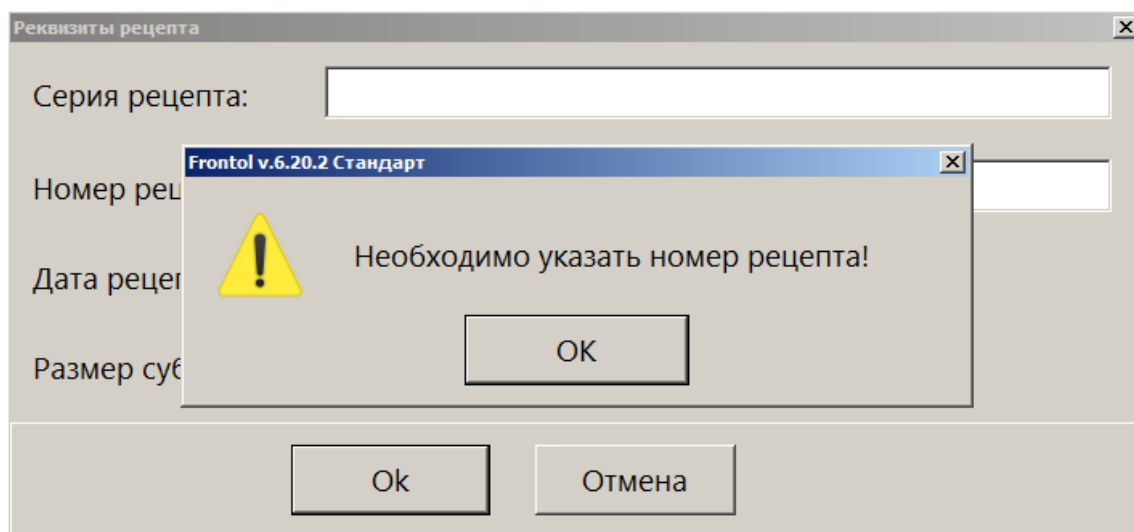 Реквизиты рецепта
Серия рецепта:
Frontol v.6.20.2 Стандарт
Номер рец
Необходимо указать номер рецепта!
Дата рецеп
OK
Размер суб
Ok
Отмена